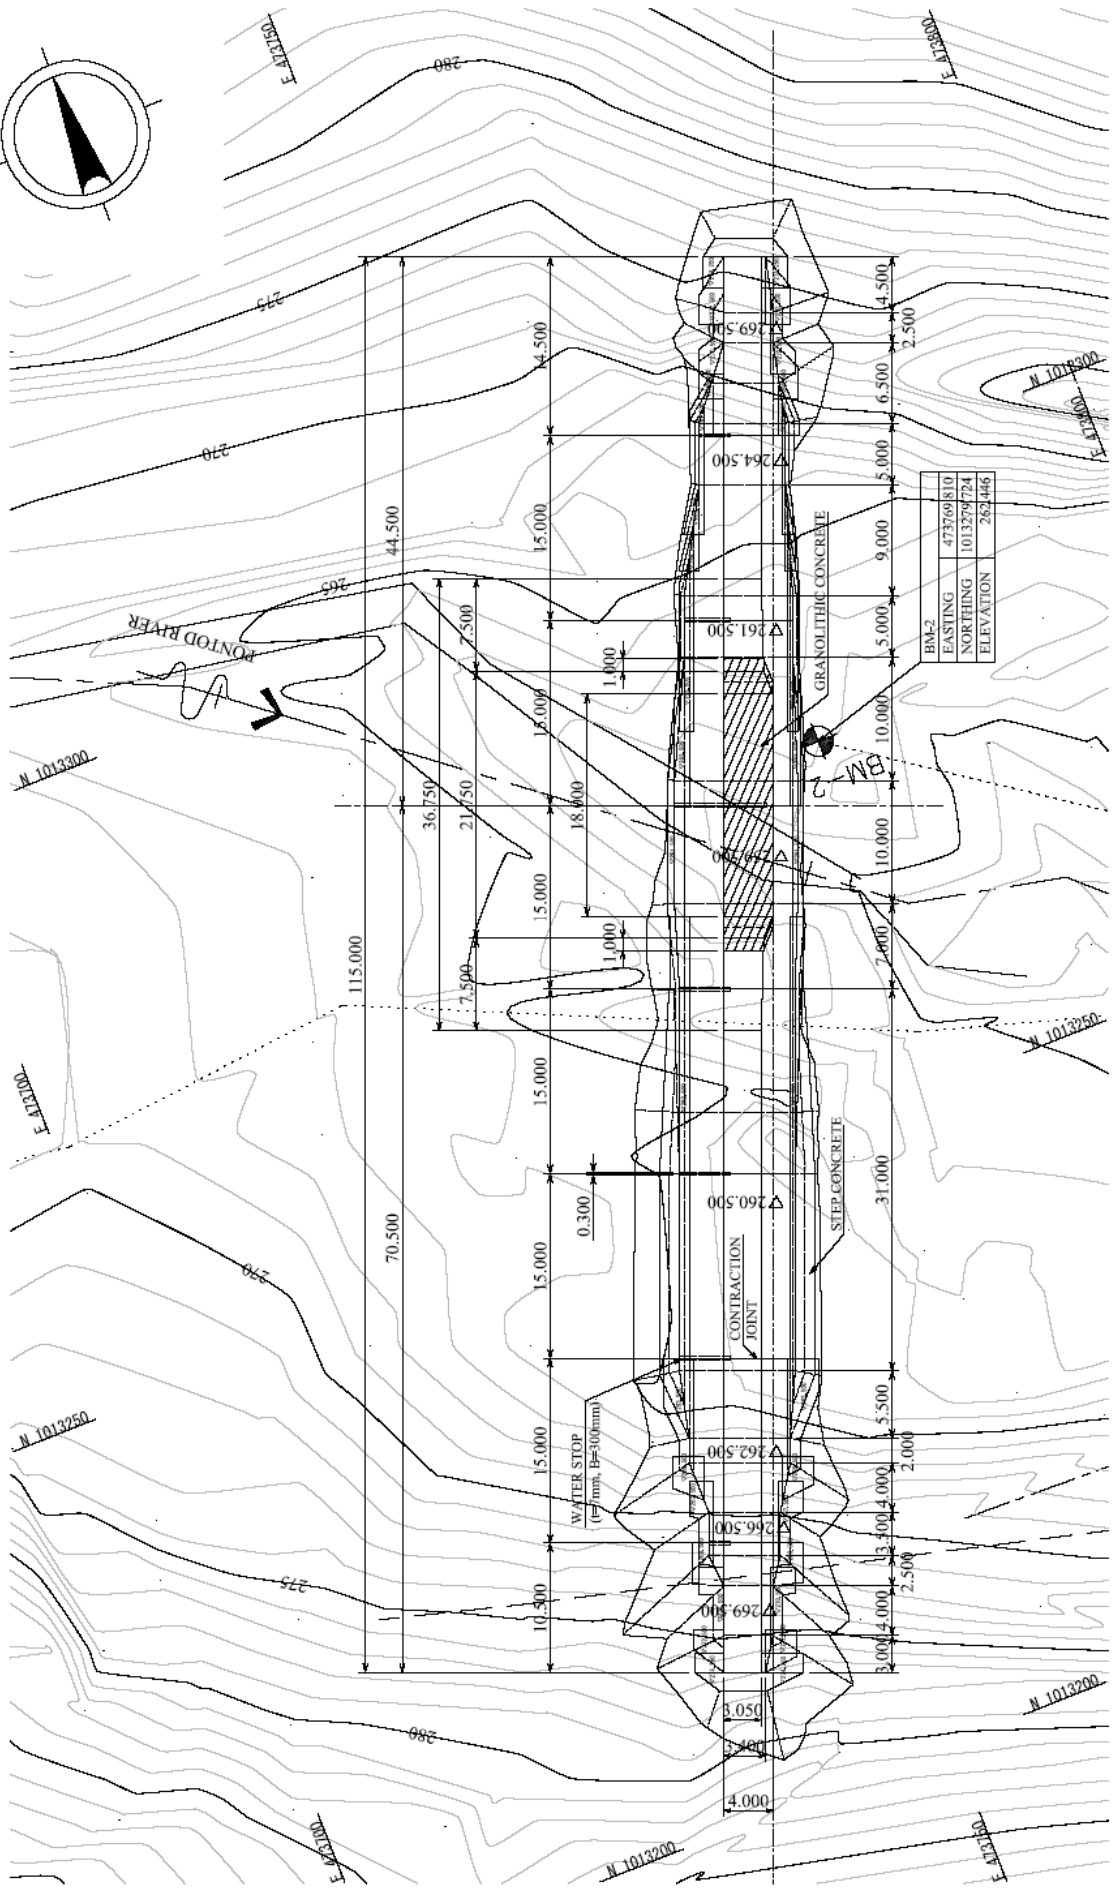 E 473750
E 473800
280
275
270
265
PONTOD RIVER
N 1013300
N 1013300
E 473800
14.500
15.000
15.000
15.000
15.000
15.000
15.000
10.500
44.500
70.500
115.000
36.750
7.500
21.750
7.500
1.000
18.000
1.000
0.300
4.500
2.500
6.500
5.000
9.000
5.000
10.000
10.000
7.000
31.000
5.500
2.000
4.000
3.400
2.500
4.000
3.000
269.500
264.500
261.500
259.500
260.500
262.500
266.500
269.500
GRANOLITHIC CONCRETE
BM-2
EASTING 473769.810
NORTHING 1013279.724
ELEVATION 262.446
BM-2
N 1013250
E 473700
STEP CONCRETE
CONTRACTION
JOINT
WATER STOP
(t=7mm, B=300mm)
270
N 1013250
275
280
3.050
3.400
4.000
N 1013200
E 473700
N 1013200
E 473750